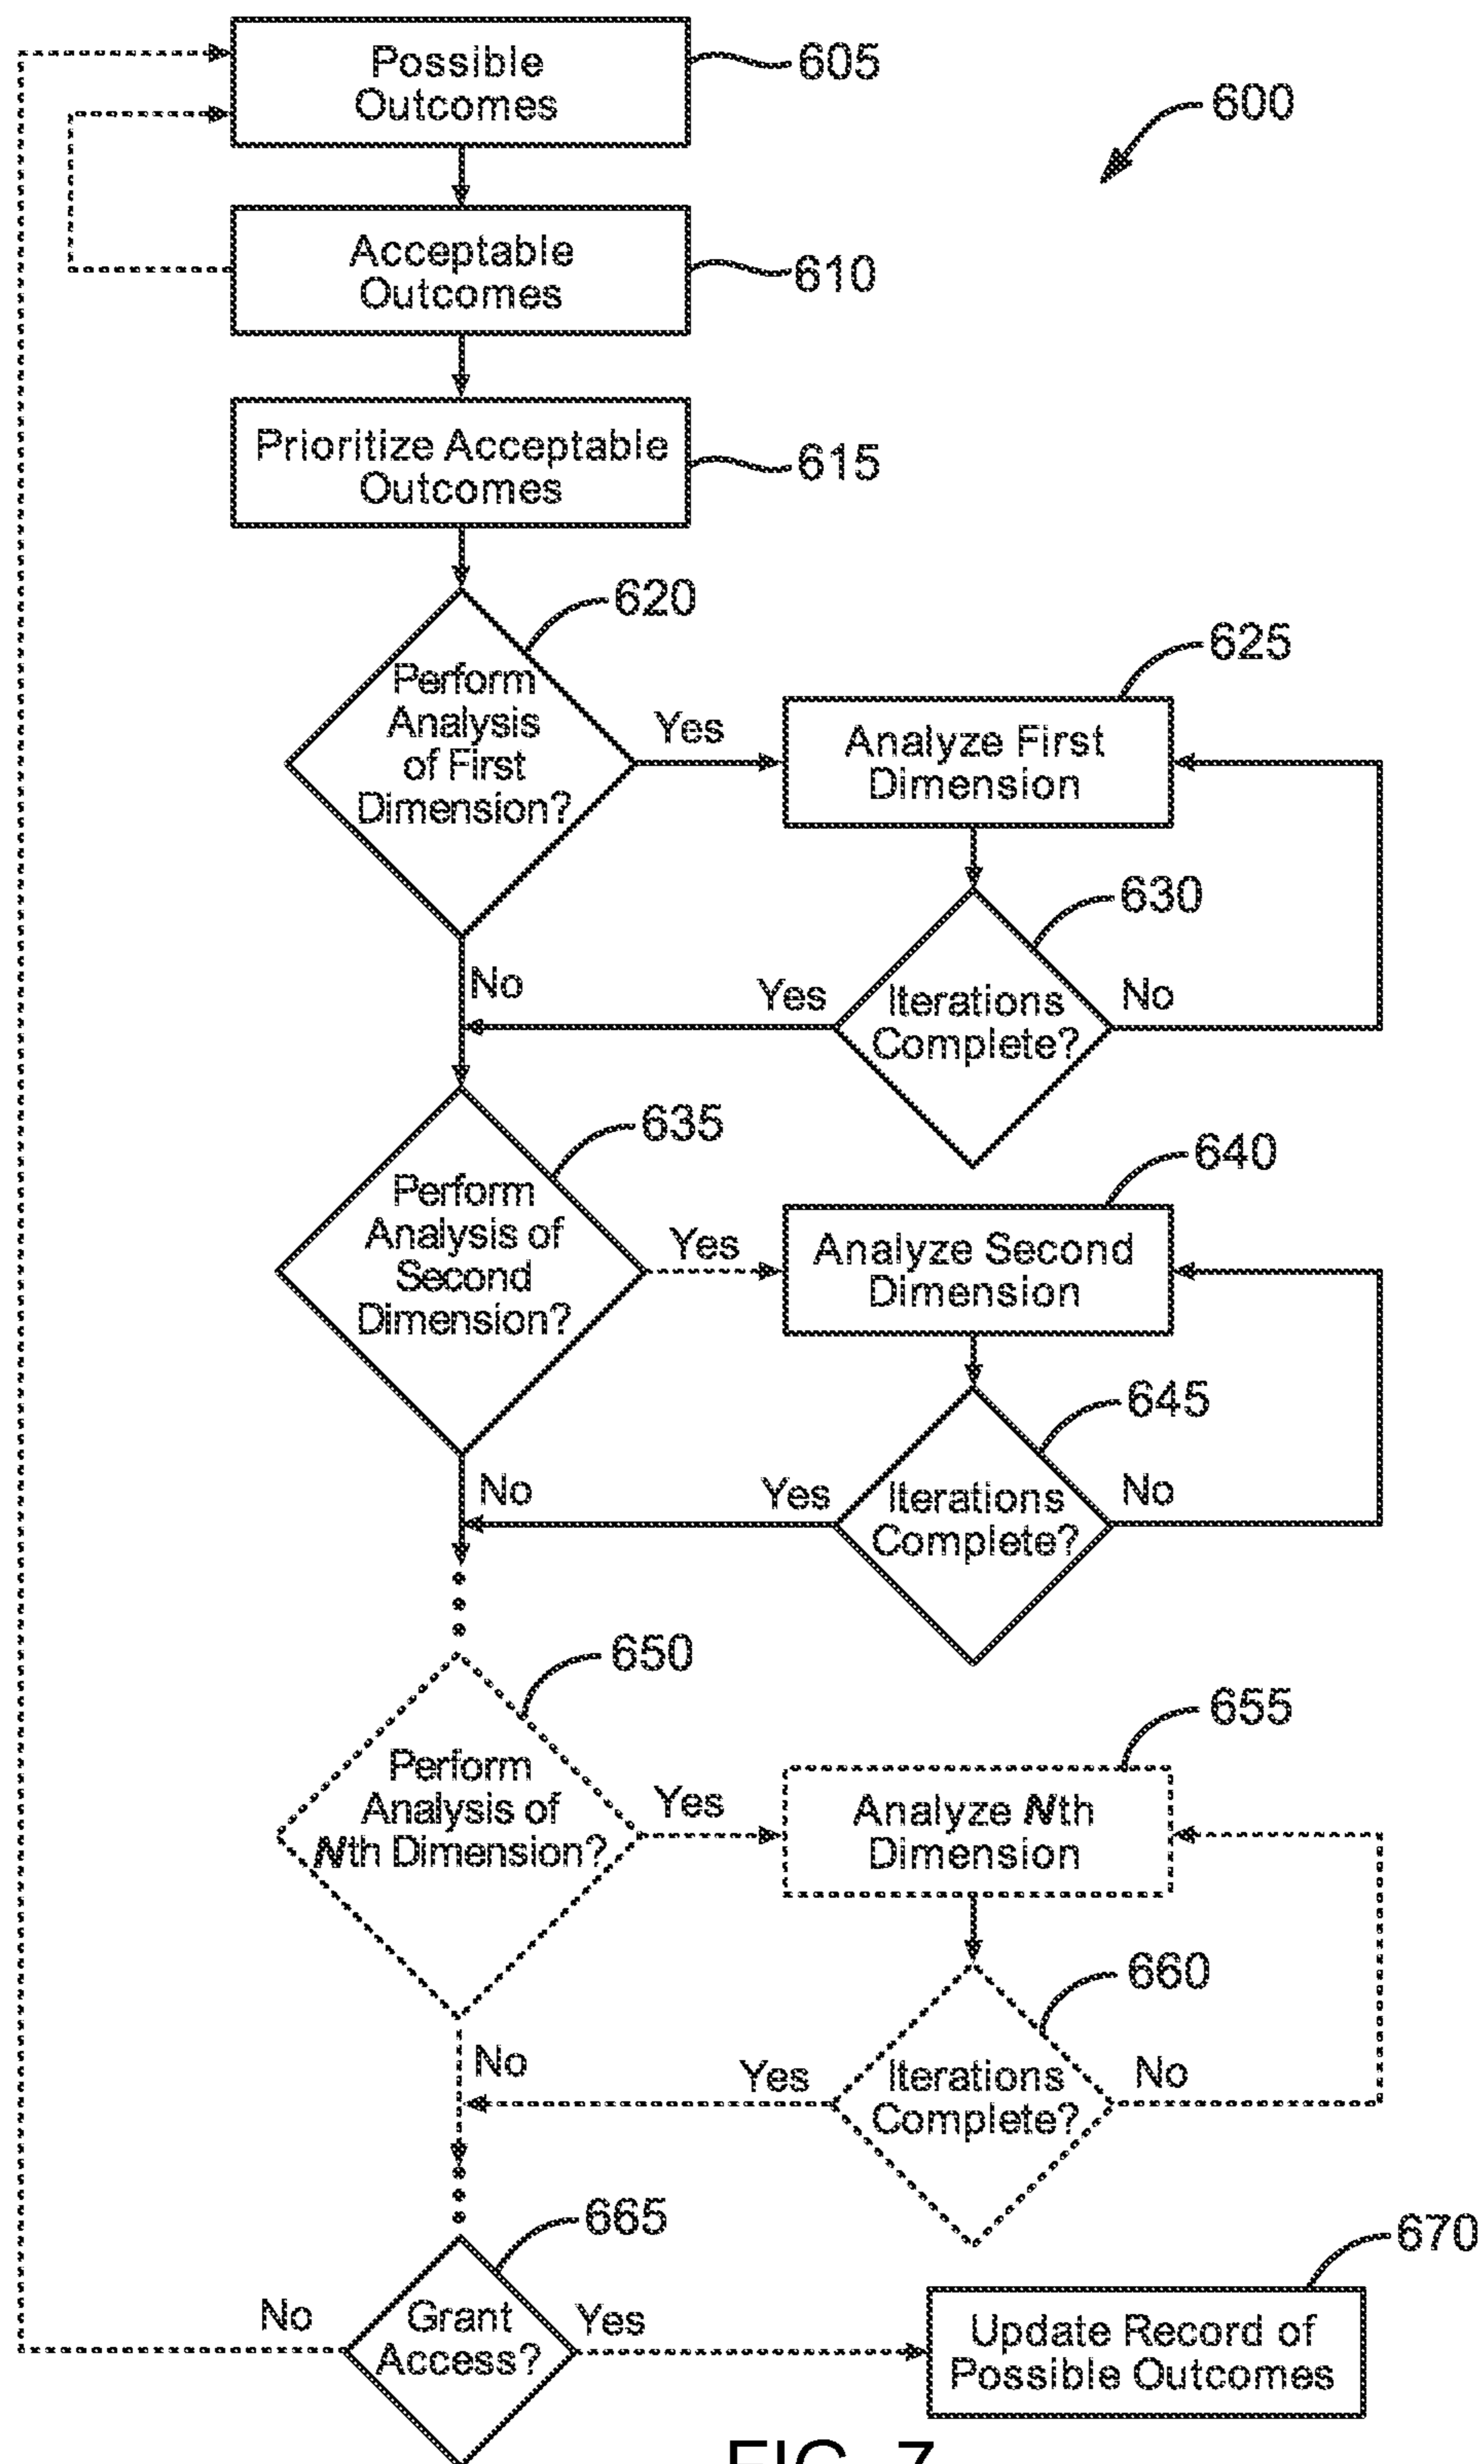 Possible
Outcomes
605
600
Acceptable
Outcomes
610
Prioritize Acceptable
Outcomes
615
620
Perform
Analysis
of First
Dimension?
Yes
625
Analyze First
Dimension
630
No
Yes
Iterations
Complete?
No
635
Perform
Analysis of
Second
Dimension?
Yes
640
Analyze Second
Dimension
645
No
Yes
Iterations
Complete?
No
650
Perform
Analysis of
Nth Dimension?
Yes
655
Analyze Nth
Dimension
660
No
Yes
Iterations
Complete?
No
665
No
Grant
Access?
Yes
670
Update Record of
Possible Outcomes
FIG. 7